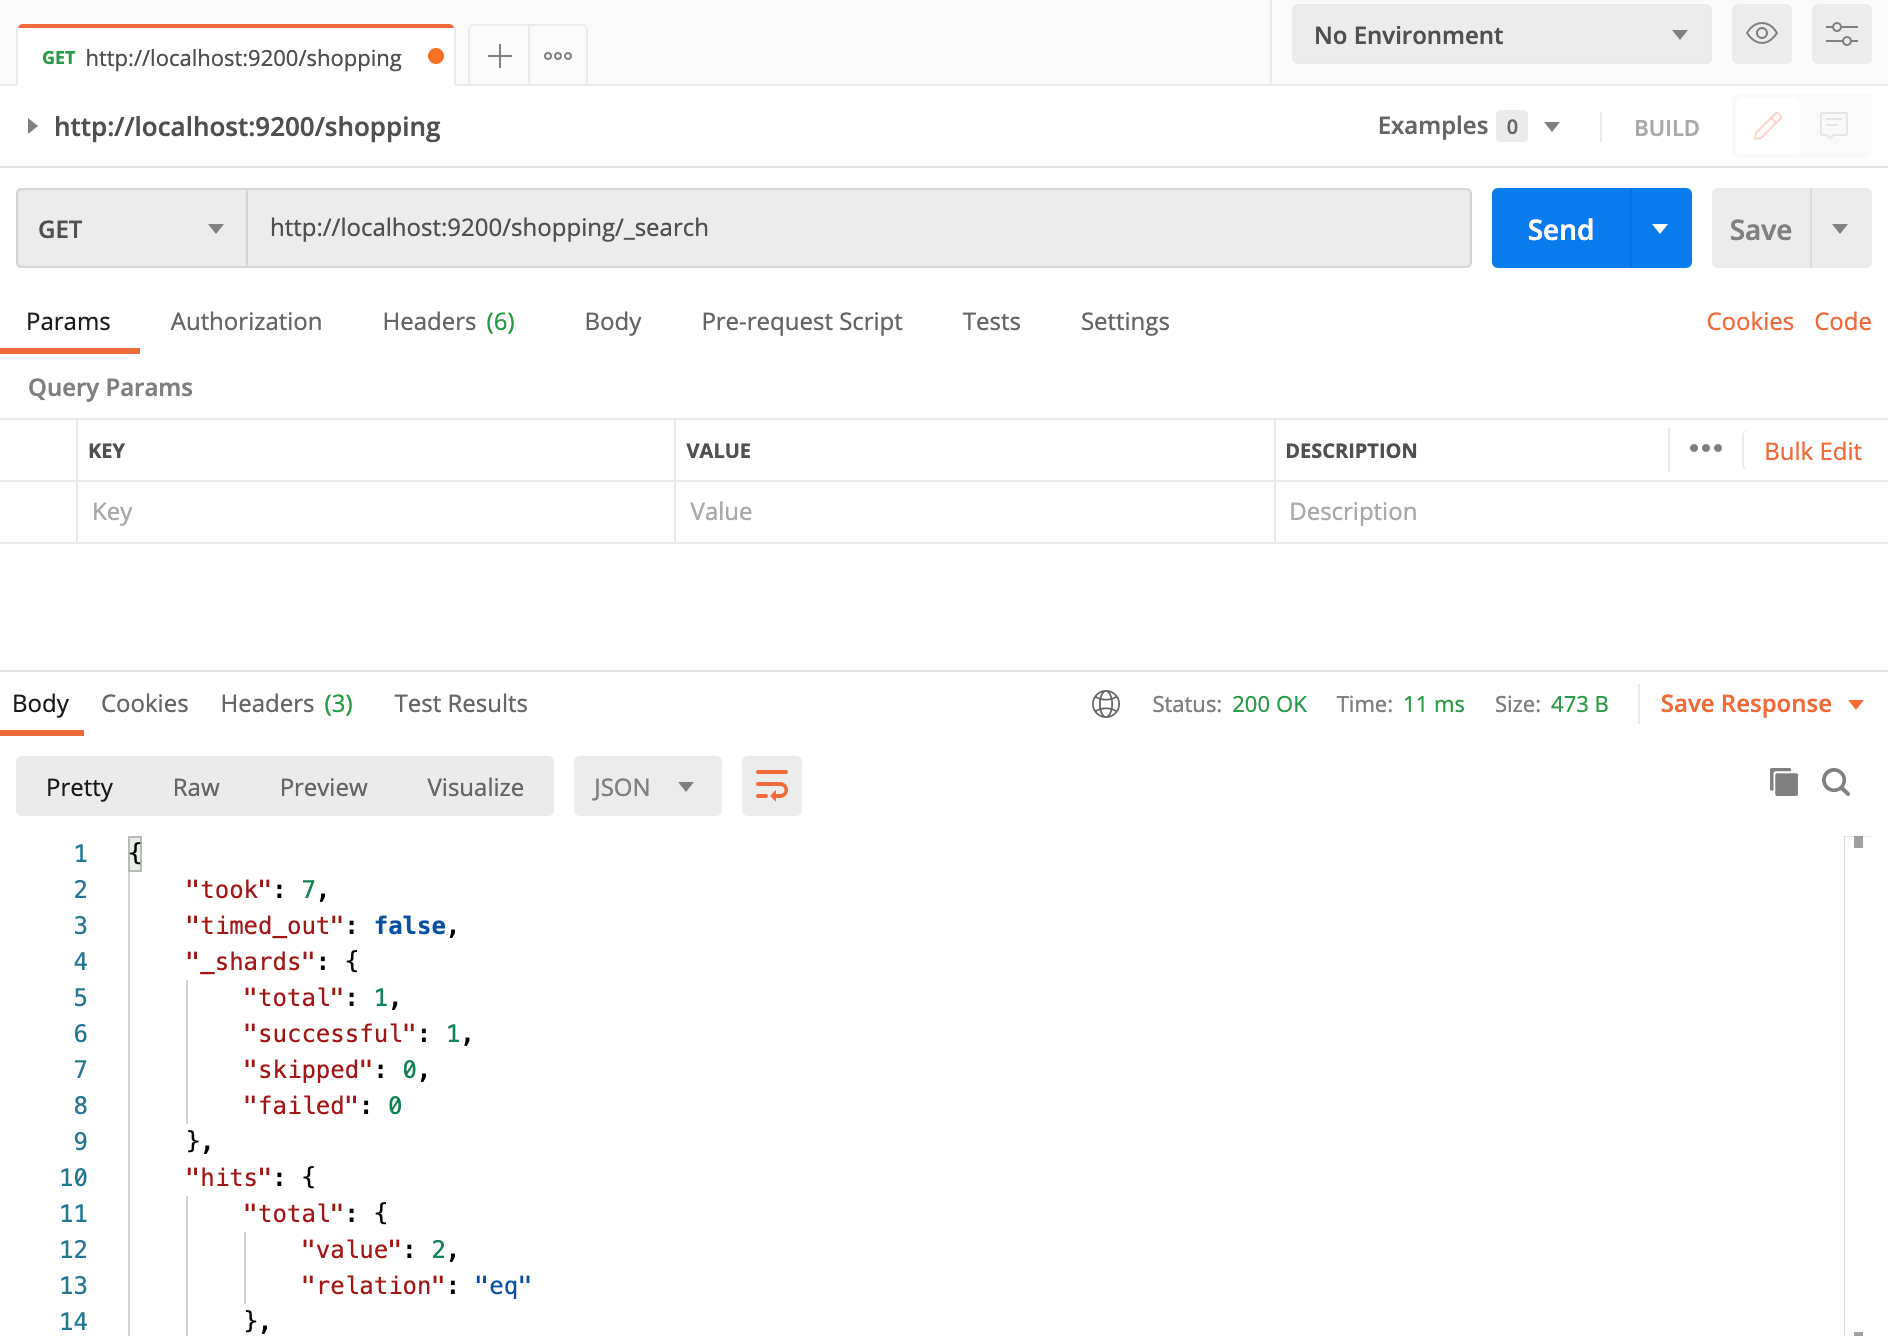 GET http://localhost:9200/shopping
No Environment
http://localhost:9200/shopping
Examples 0
BUILD
GET http://localhost:9200/shopping/_search
Send
Save
Params Authorization Headers (6) Body Pre-request Script Tests Settings Cookies Code
Query Params
KEY VALUE DESCRIPTION Bulk Edit
Key Value Description
Body Cookies Headers (3) Test Results Status: 200 OK Time: 11 ms Size: 473 B Save Response
Pretty Raw Preview Visualize JSON
1 {
2 "took": 7,
3 "timed_out": false,
4 "_shards": {
5 "total": 1,
6 "successful": 1,
7 "skipped": 0,
8 "failed": 0
9 },
10 "hits": {
11 "total": {
12 "value": 2,
13 "relation": "eq"
14 },